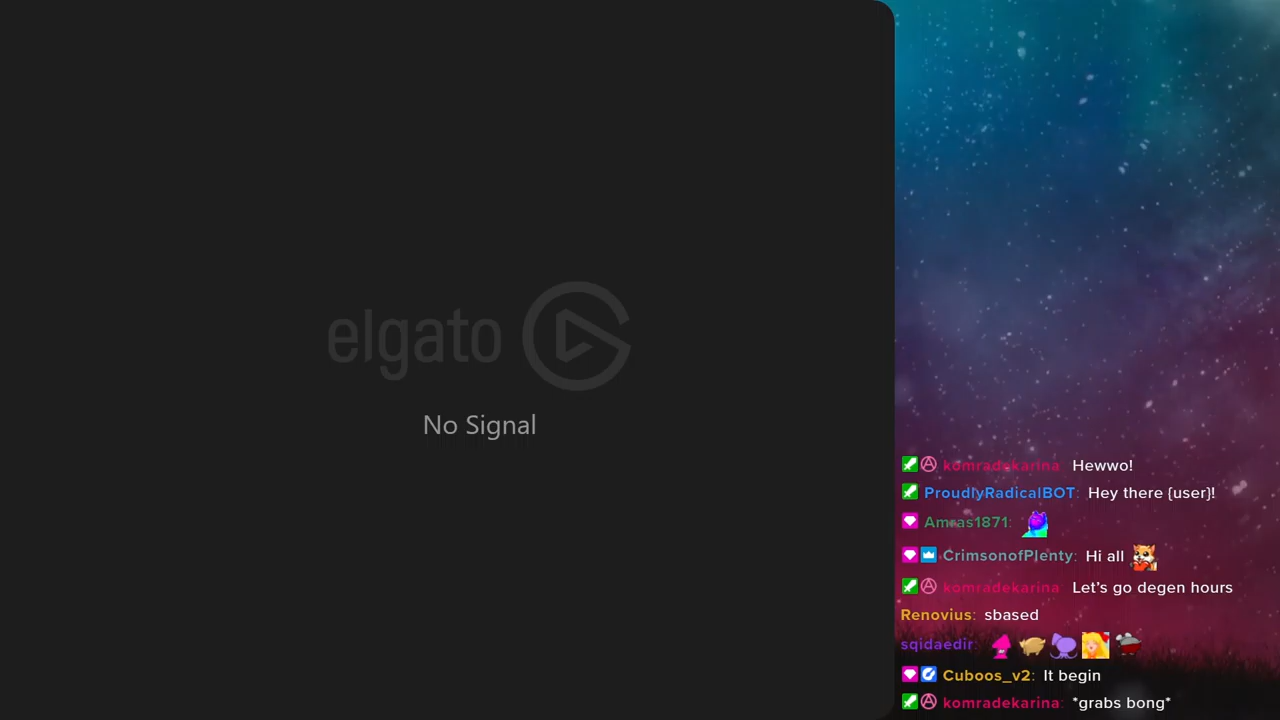 elgato
No Signal
komradekarina Hewwo!
ProudlyRadicalBOT: Hey there {user}!
Amras1871:
CrimsonofPlenty: Hi all
komradekarina Let's go degen hours
Renovius: sbased
sqidaedir:
Cuboos_v2: It begin
komradekarina: *grabs bong*